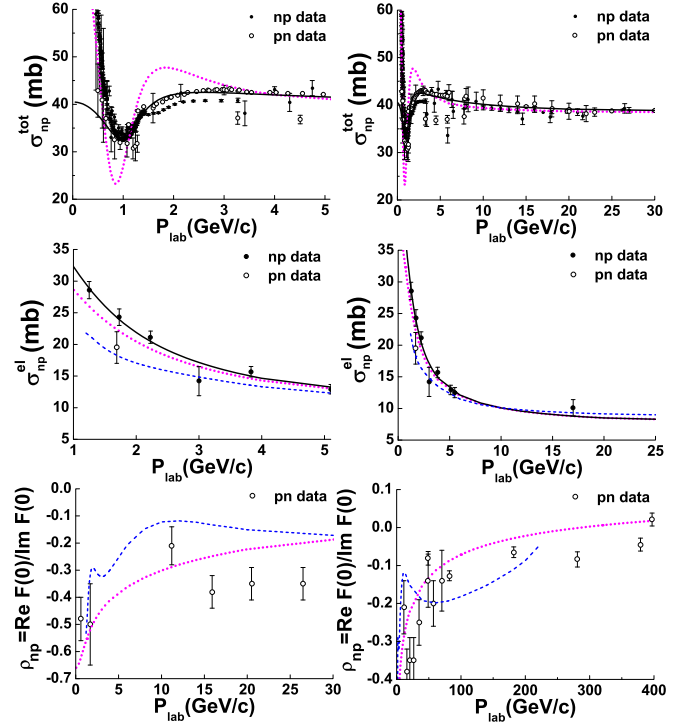 60
50
40
30
20
σ_np^tot (mb)
np data
pn data
0 1 2 3 4 5
P_lab(GeV/c)
60
50
40
30
20
σ_np^tot (mb)
np data
pn data
0 5 10 15 20 25 30
P_lab(GeV/c)
35
30
25
20
15
10
5
σ_np^el (mb)
np data
pn data
1 2 3 4 5
P_lab(GeV/c)
35
30
25
20
15
10
5
σ_np^el (mb)
np data
pn data
0 5 10 15 20 25
P_lab(GeV/c)
0.0
-0.1
-0.2
-0.3
-0.4
-0.5
-0.6
-0.7
ρ_np=Re F(0)/Im F(0)
pn data
0 5 10 15 20 25 30
P_lab(GeV/c)
0.1
0.0
-0.1
-0.2
-0.3
-0.4
ρ_np=Re F(0)/Im F(0)
pn data
0 100 200 300 400
P_lab(GeV/c)